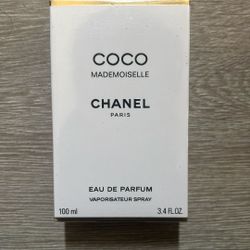 COCO
MADEMOISELLE
CHANEL
PARIS
EAU DE PARFUM
VAPORISATEUR SPRAY
100 ml 3.4 FL.OZ.